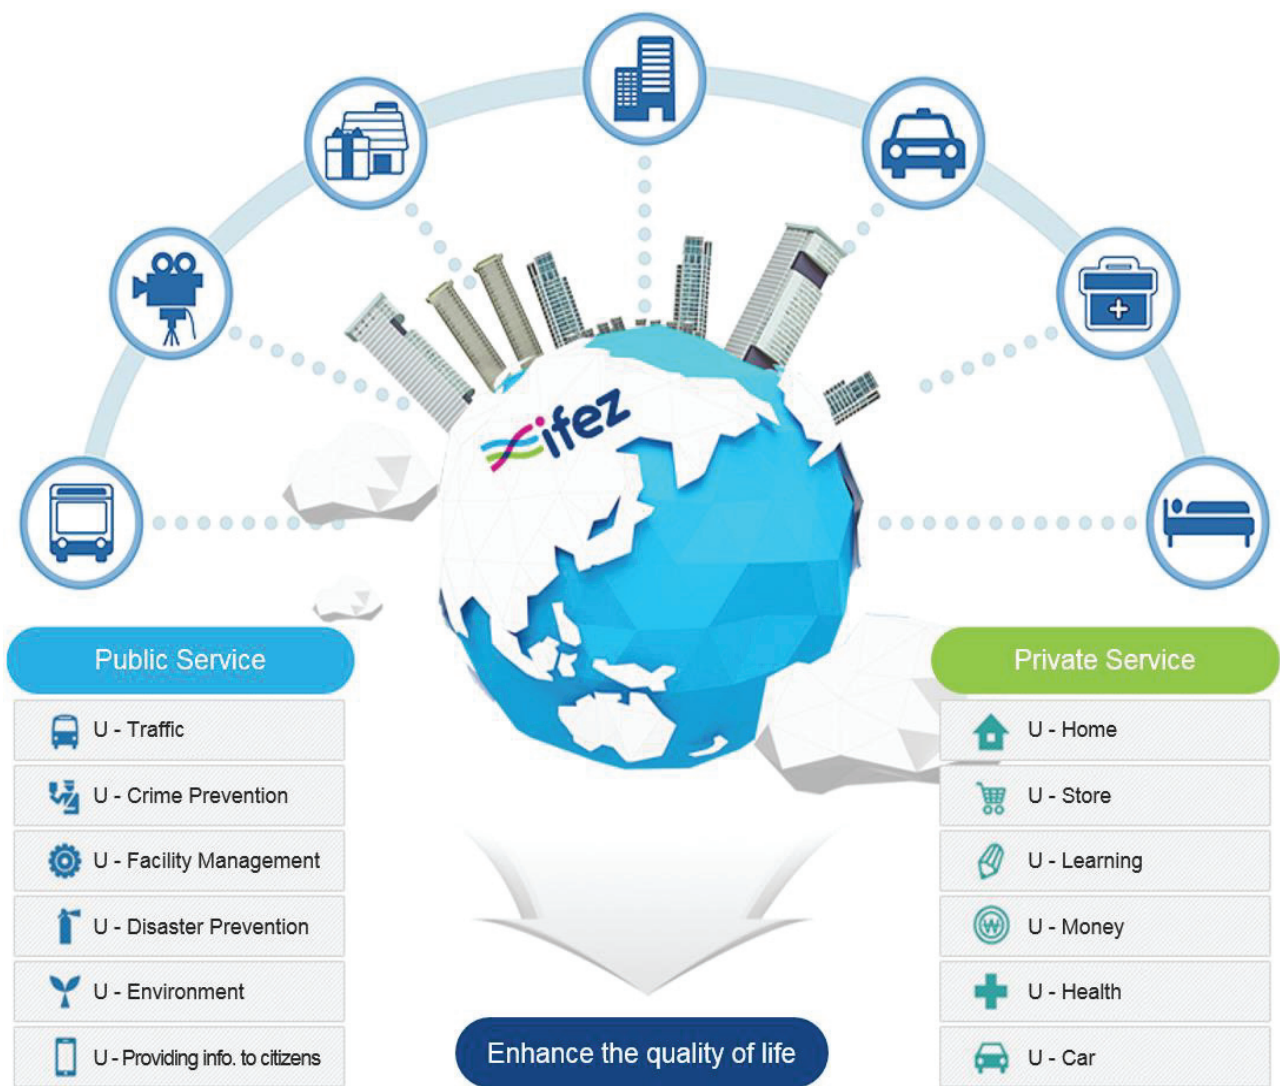 ifez
Public Service
U - Traffic
U - Crime Prevention
U - Facility Management
U - Disaster Prevention
U - Environment
U - Providing info. to citizens
Private Service
U - Home
U - Store
U - Learning
U - Money
U - Health
U - Car
Enhance the quality of life